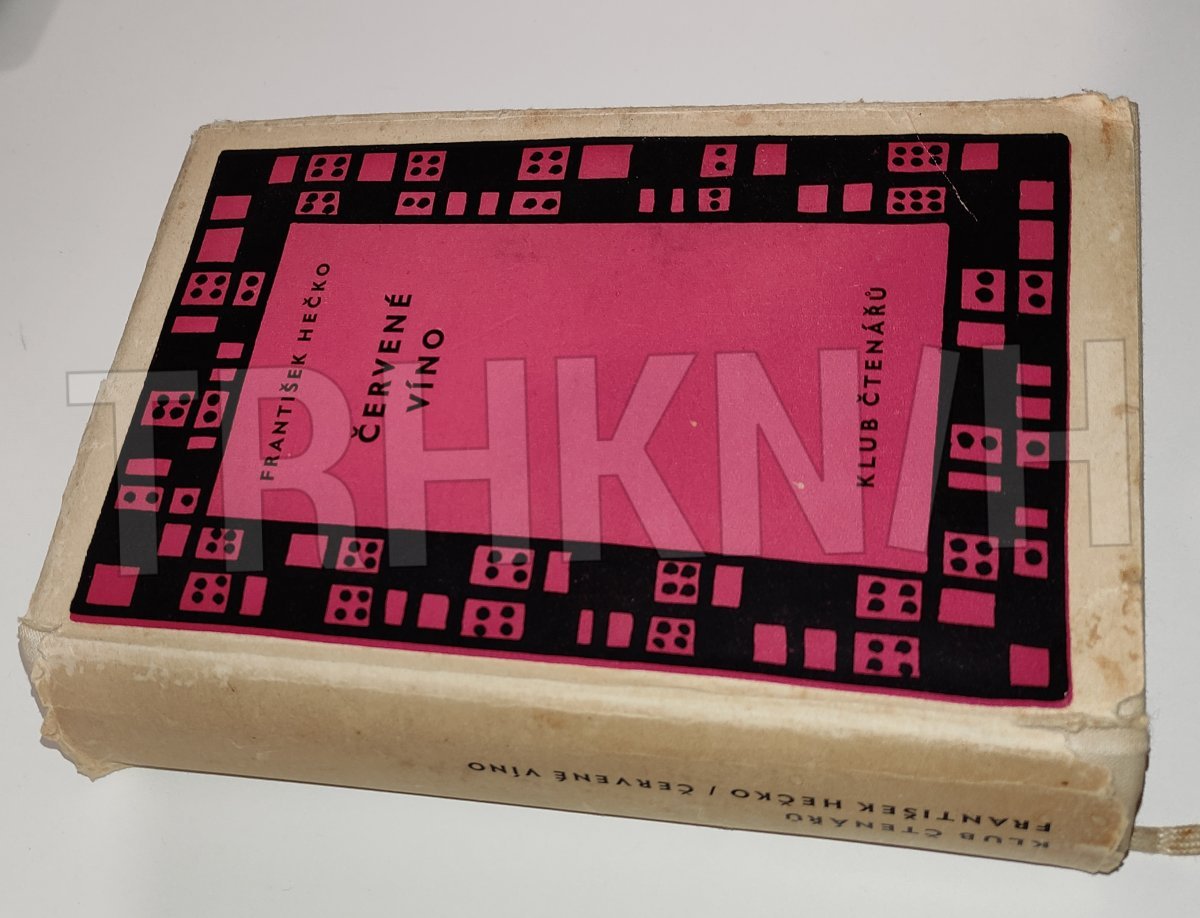 FRANTIŠEK HEČKO
ČERVENÉ
VÍNO
KLUB ČTENÁŘŮ
TRHKNIH
KLUB ČTENÁŘŮ
FRANTIŠEK HEČKO / ČERVENÉ VÍNO